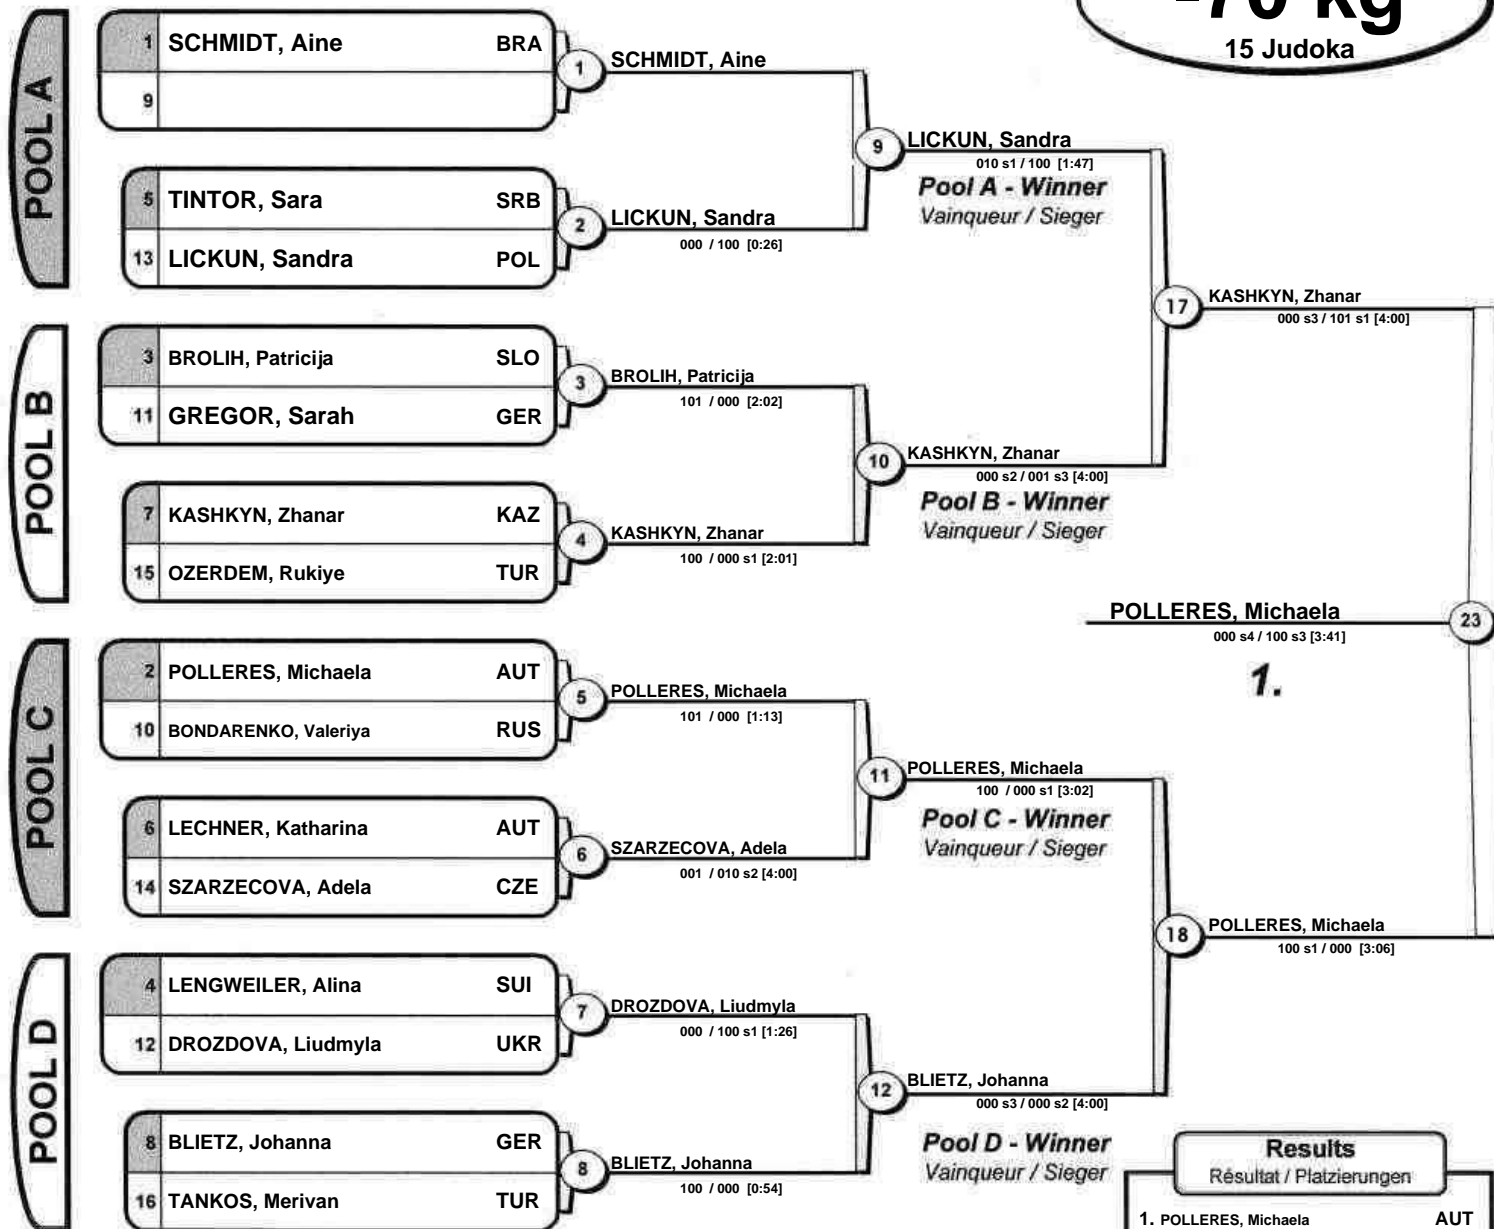 -70 kg
15 Judoka
POOL A
1 SCHMIDT, Aine BRA
9
1
SCHMIDT, Aine
5 TINTOR, Sara SRB
13 LICKUN, Sandra POL
2
LICKUN, Sandra
000 / 100 [0:26]
9
LICKUN, Sandra
010 s1 / 100 [1:47]
Pool A - Winner
Vainqueur / Sieger
POOL B
3 BROLIH, Patricija SLO
11 GREGOR, Sarah GER
3
BROLIH, Patricija
101 / 000 [2:02]
7 KASHKYN, Zhanar KAZ
15 OZERDEM, Rukiye TUR
4
KASHKYN, Zhanar
100 / 000 s1 [2:01]
10
KASHKYN, Zhanar
000 s2 / 001 s3 [4:00]
Pool B - Winner
Vainqueur / Sieger
17
KASHKYN, Zhanar
000 s3 / 101 s1 [4:00]
POLLERES, Michaela
000 s4 / 100 s3 [3:41]
23
1.
POOL C
2 POLLERES, Michaela AUT
10 BONDARENKO, Valeriya RUS
5
POLLERES, Michaela
101 / 000 [1:13]
6 LECHNER, Katharina AUT
14 SZARZECOVA, Adela CZE
6
SZARZECOVA, Adela
001 / 010 s2 [4:00]
11
POLLERES, Michaela
100 / 000 s1 [3:02]
Pool C - Winner
Vainqueur / Sieger
POOL D
4 LENGWEILER, Alina SUI
12 DROZDOVA, Liudmyla UKR
7
DROZDOVA, Liudmyla
000 / 100 s1 [1:26]
8 BLIETZ, Johanna GER
16 TANKOS, Merivan TUR
8
BLIETZ, Johanna
100 / 000 [0:54]
12
BLIETZ, Johanna
000 s3 / 000 s2 [4:00]
Pool D - Winner
Vainqueur / Sieger
18
POLLERES, Michaela
100 s1 / 000 [3:06]
Results
Résultat / Platzierungen
1. POLLERES, Michaela AUT